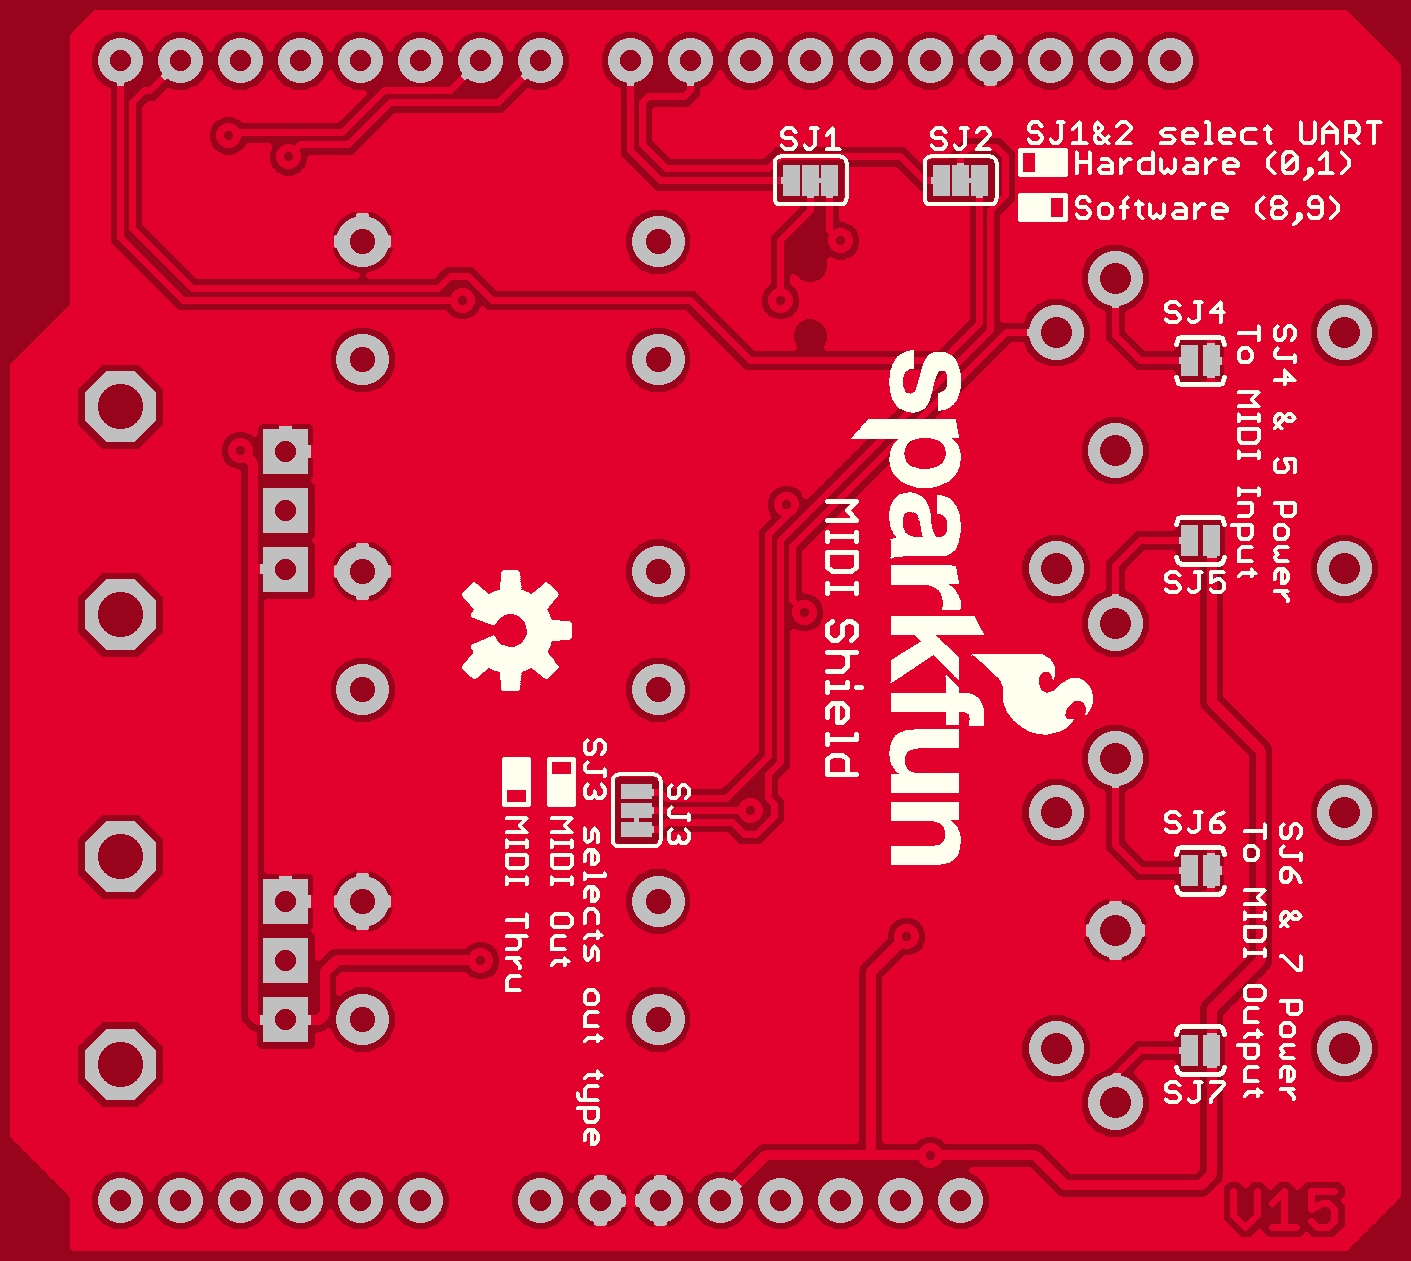 SJ1
SJ2
SJ1&2 select UART
Hardware (0,1)
Software (8,9)
SJ4
SJ4 & 5 Power
To MIDI Input
SJ5
sparkfun
MIDI Shield
SJ3
SJ3 selects out type
MIDI Out
MIDI Thru
SJ6
SJ6 & 7 Power
To MIDI Output
SJ7
V15